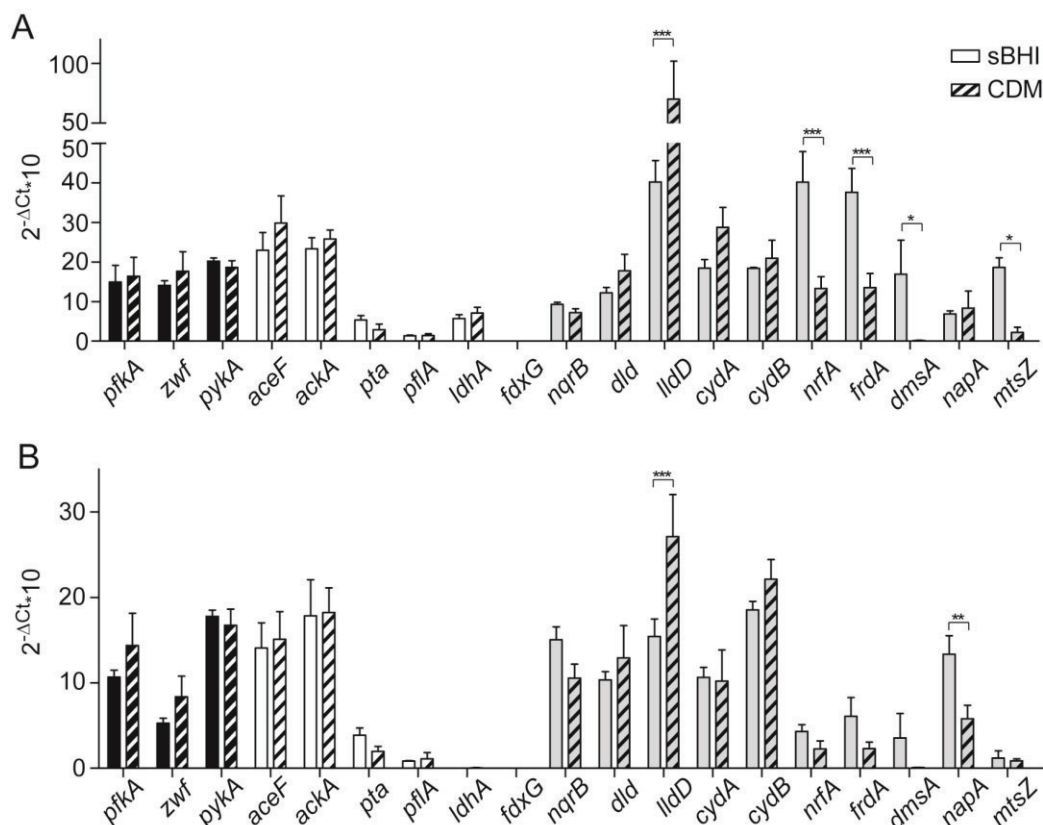 A
*** 
sBHI
CDM
100
50
50
40
30
20
10
0
2-ΔCt*10
***
***
*
*
pfkA zwf pykA aceF ackA pta pflA ldhA fdxG nqrB dld lldD cydA cydB nrfA frdA dmsA napA mtsZ
B
30
20
10
0
2-ΔCt*10
***
**
pfkA zwf pykA aceF ackA pta pflA ldhA fdxG nqrB dld lldD cydA cydB nrfA frdA dmsA napA mtsZ